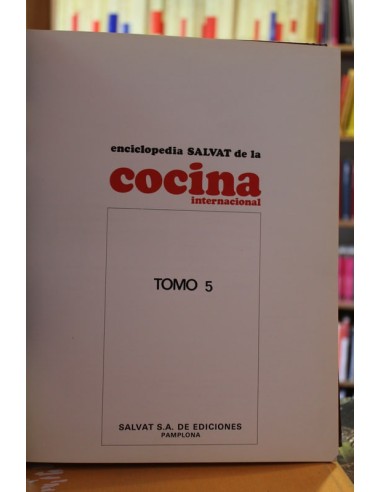 enciclopedia SALVAT de la
cocina
internacional
TOMO 5
SALVAT S.A. DE EDICIONES
PAMPLONA